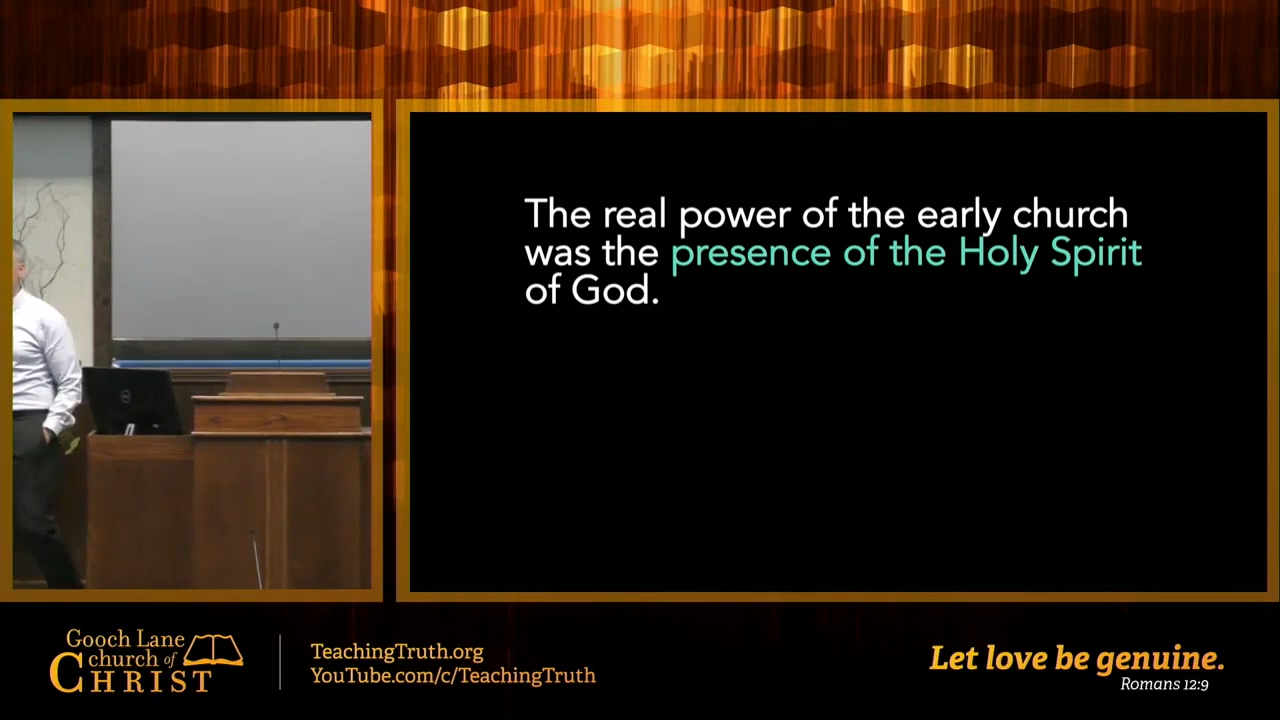 The real power of the early church
was the presence of the Holy Spirit
of God.
Gooch Lane
church of
CHRIST
TeachingTruth.org
YouTube.com/c/TeachingTruth
Let love be genuine.
Romans 12:9